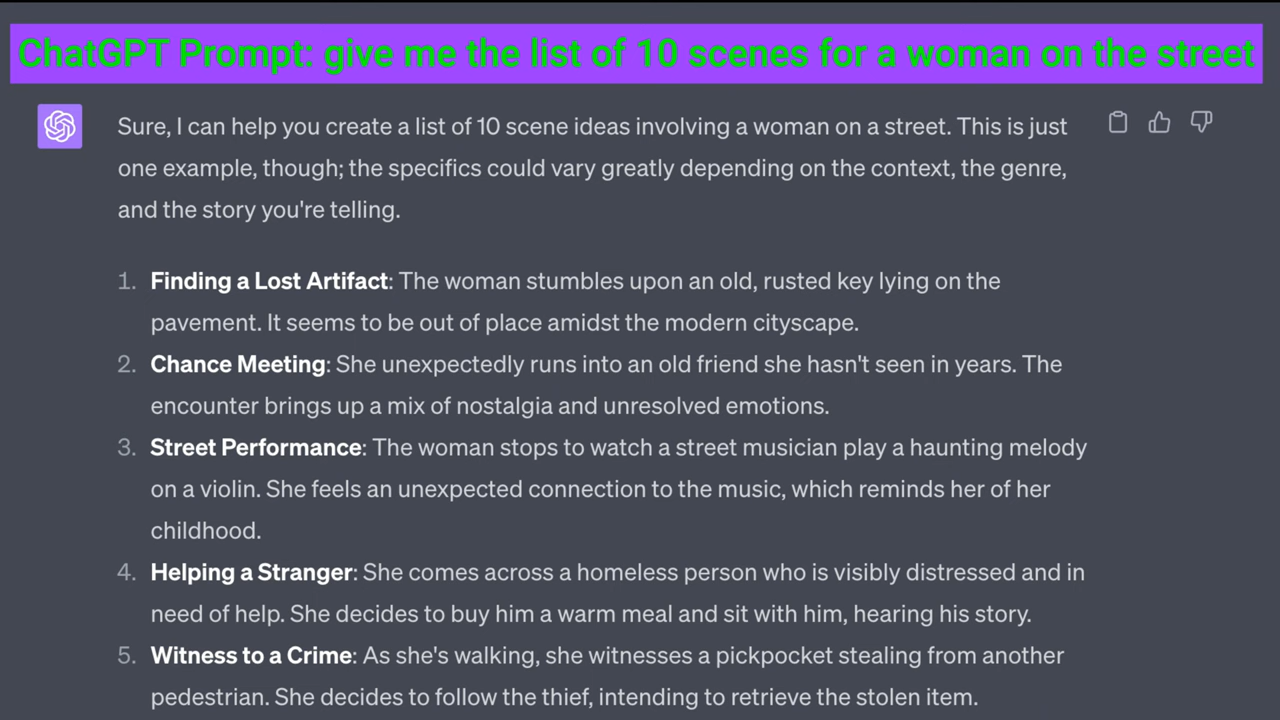 ChatGPT Prompt: give me the list of 10 scenes for a woman on the street
Sure, I can help you create a list of 10 scene ideas involving a woman on a street. This is just
one example, though; the specifics could vary greatly depending on the context, the genre,
and the story you're telling.
1. Finding a Lost Artifact: The woman stumbles upon an old, rusted key lying on the
pavement. It seems to be out of place amidst the modern cityscape.
2. Chance Meeting: She unexpectedly runs into an old friend she hasn't seen in years. The
encounter brings up a mix of nostalgia and unresolved emotions.
3. Street Performance: The woman stops to watch a street musician play a haunting melody
on a violin. She feels an unexpected connection to the music, which reminds her of her
childhood.
4. Helping a Stranger: She comes across a homeless person who is visibly distressed and in
need of help. She decides to buy him a warm meal and sit with him, hearing his story.
5. Witness to a Crime: As she's walking, she witnesses a pickpocket stealing from another
pedestrian. She decides to follow the thief, intending to retrieve the stolen item.